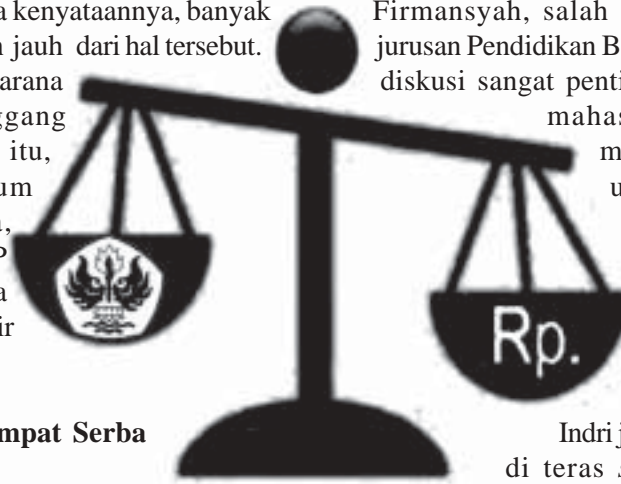 a kenyataannya, banyak
n jauh dari hal tersebut.
arana
ggang
itu,
um
a,
P
a
ir
mpat Serba
Rp.
Firmansyah, salah
jurusan Pendidikan B
diskusi sangat penti
mahas
m
u
Indri j
di teras